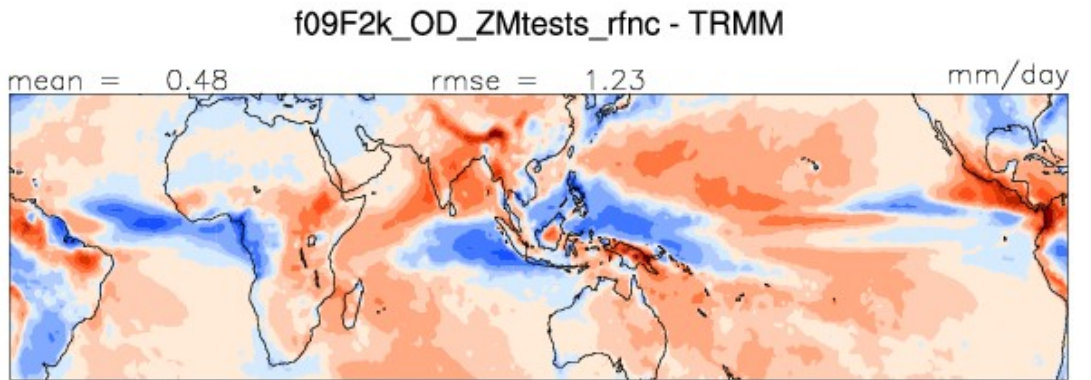 f09F2k_OD_ZMtests_rfnc - TRMM
mean = 0.48 rmse = 1.23 mm/day